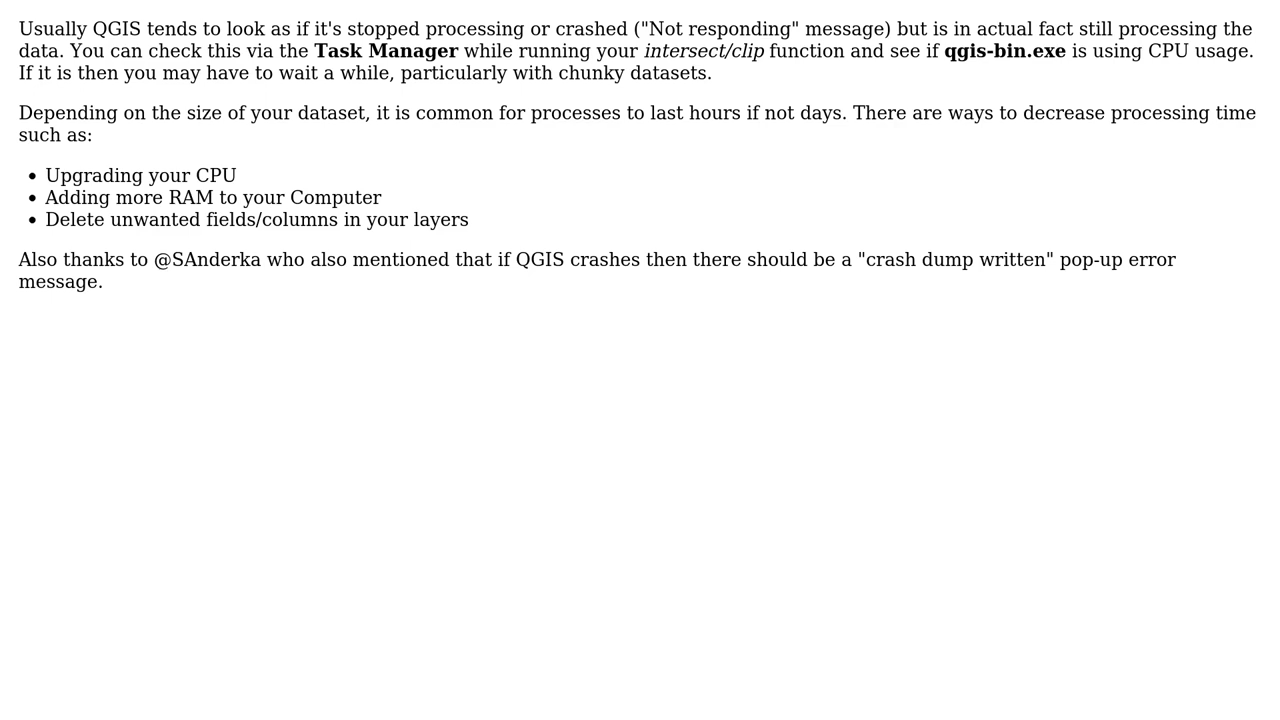 Usually QGIS tends to look as if it's stopped processing or crashed ("Not responding" message) but is in actual fact still processing the
data. You can check this via the Task Manager while running your intersect/clip function and see if qgis-bin.exe is using CPU usage.
If it is then you may have to wait a while, particularly with chunky datasets.
Depending on the size of your dataset, it is common for processes to last hours if not days. There are ways to decrease processing time
such as:
• Upgrading your CPU
• Adding more RAM to your Computer
• Delete unwanted fields/columns in your layers
Also thanks to @SAnderka who also mentioned that if QGIS crashes then there should be a "crash dump written" pop-up error
message.